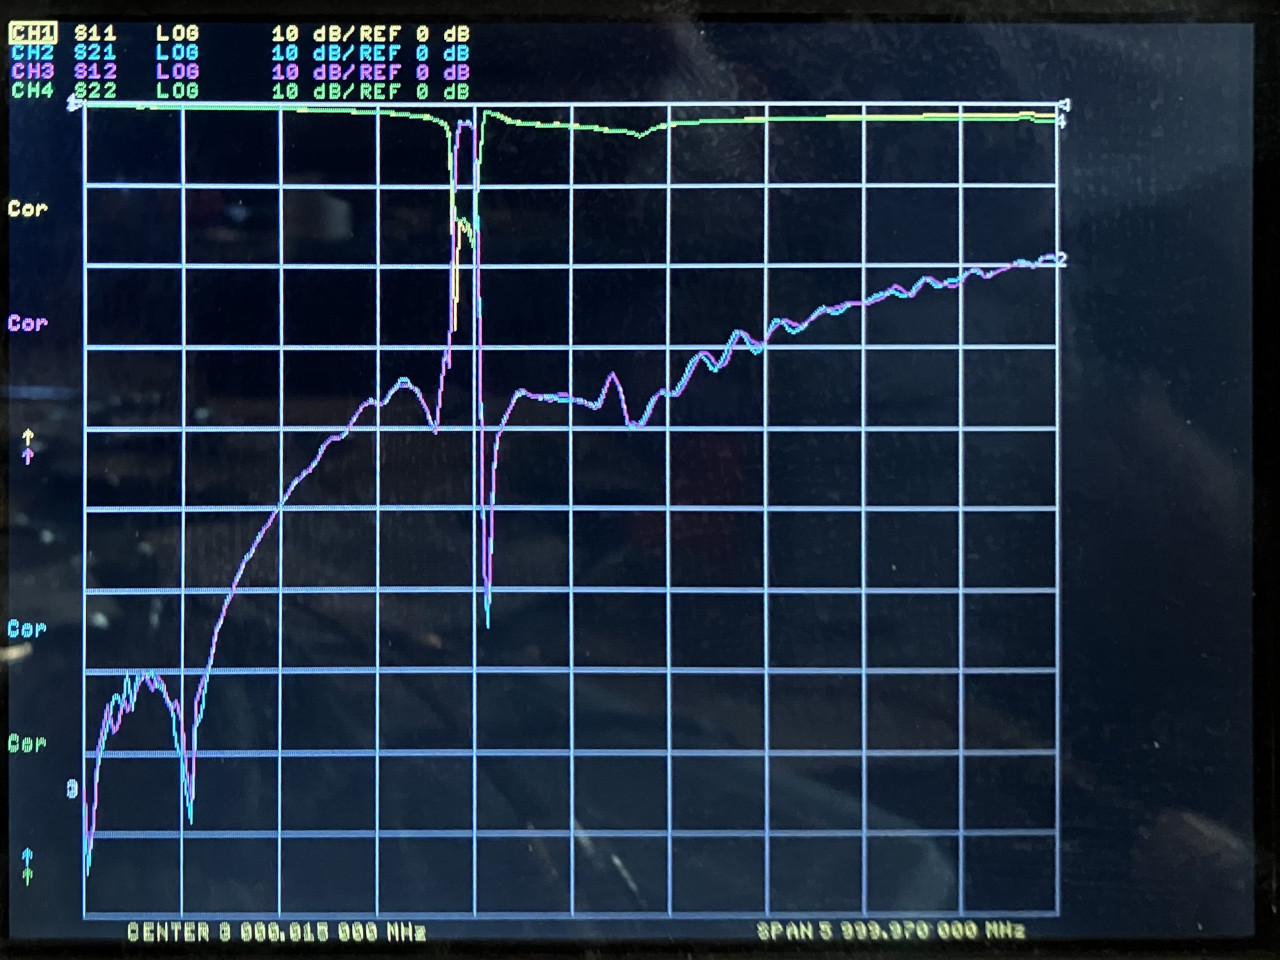 CH1 S11 LOG 10 dB/REF 0 dB
CH2 S21 LOG 10 dB/REF 0 dB
CH3 S12 LOG 10 dB/REF 0 dB
CH4 S22 LOG 10 dB/REF 0 dB
4
2
Cor
Cor
Cor
Cor
CENTER 3 000.015 000 MHz SPAN 5 999.970 000 MHz